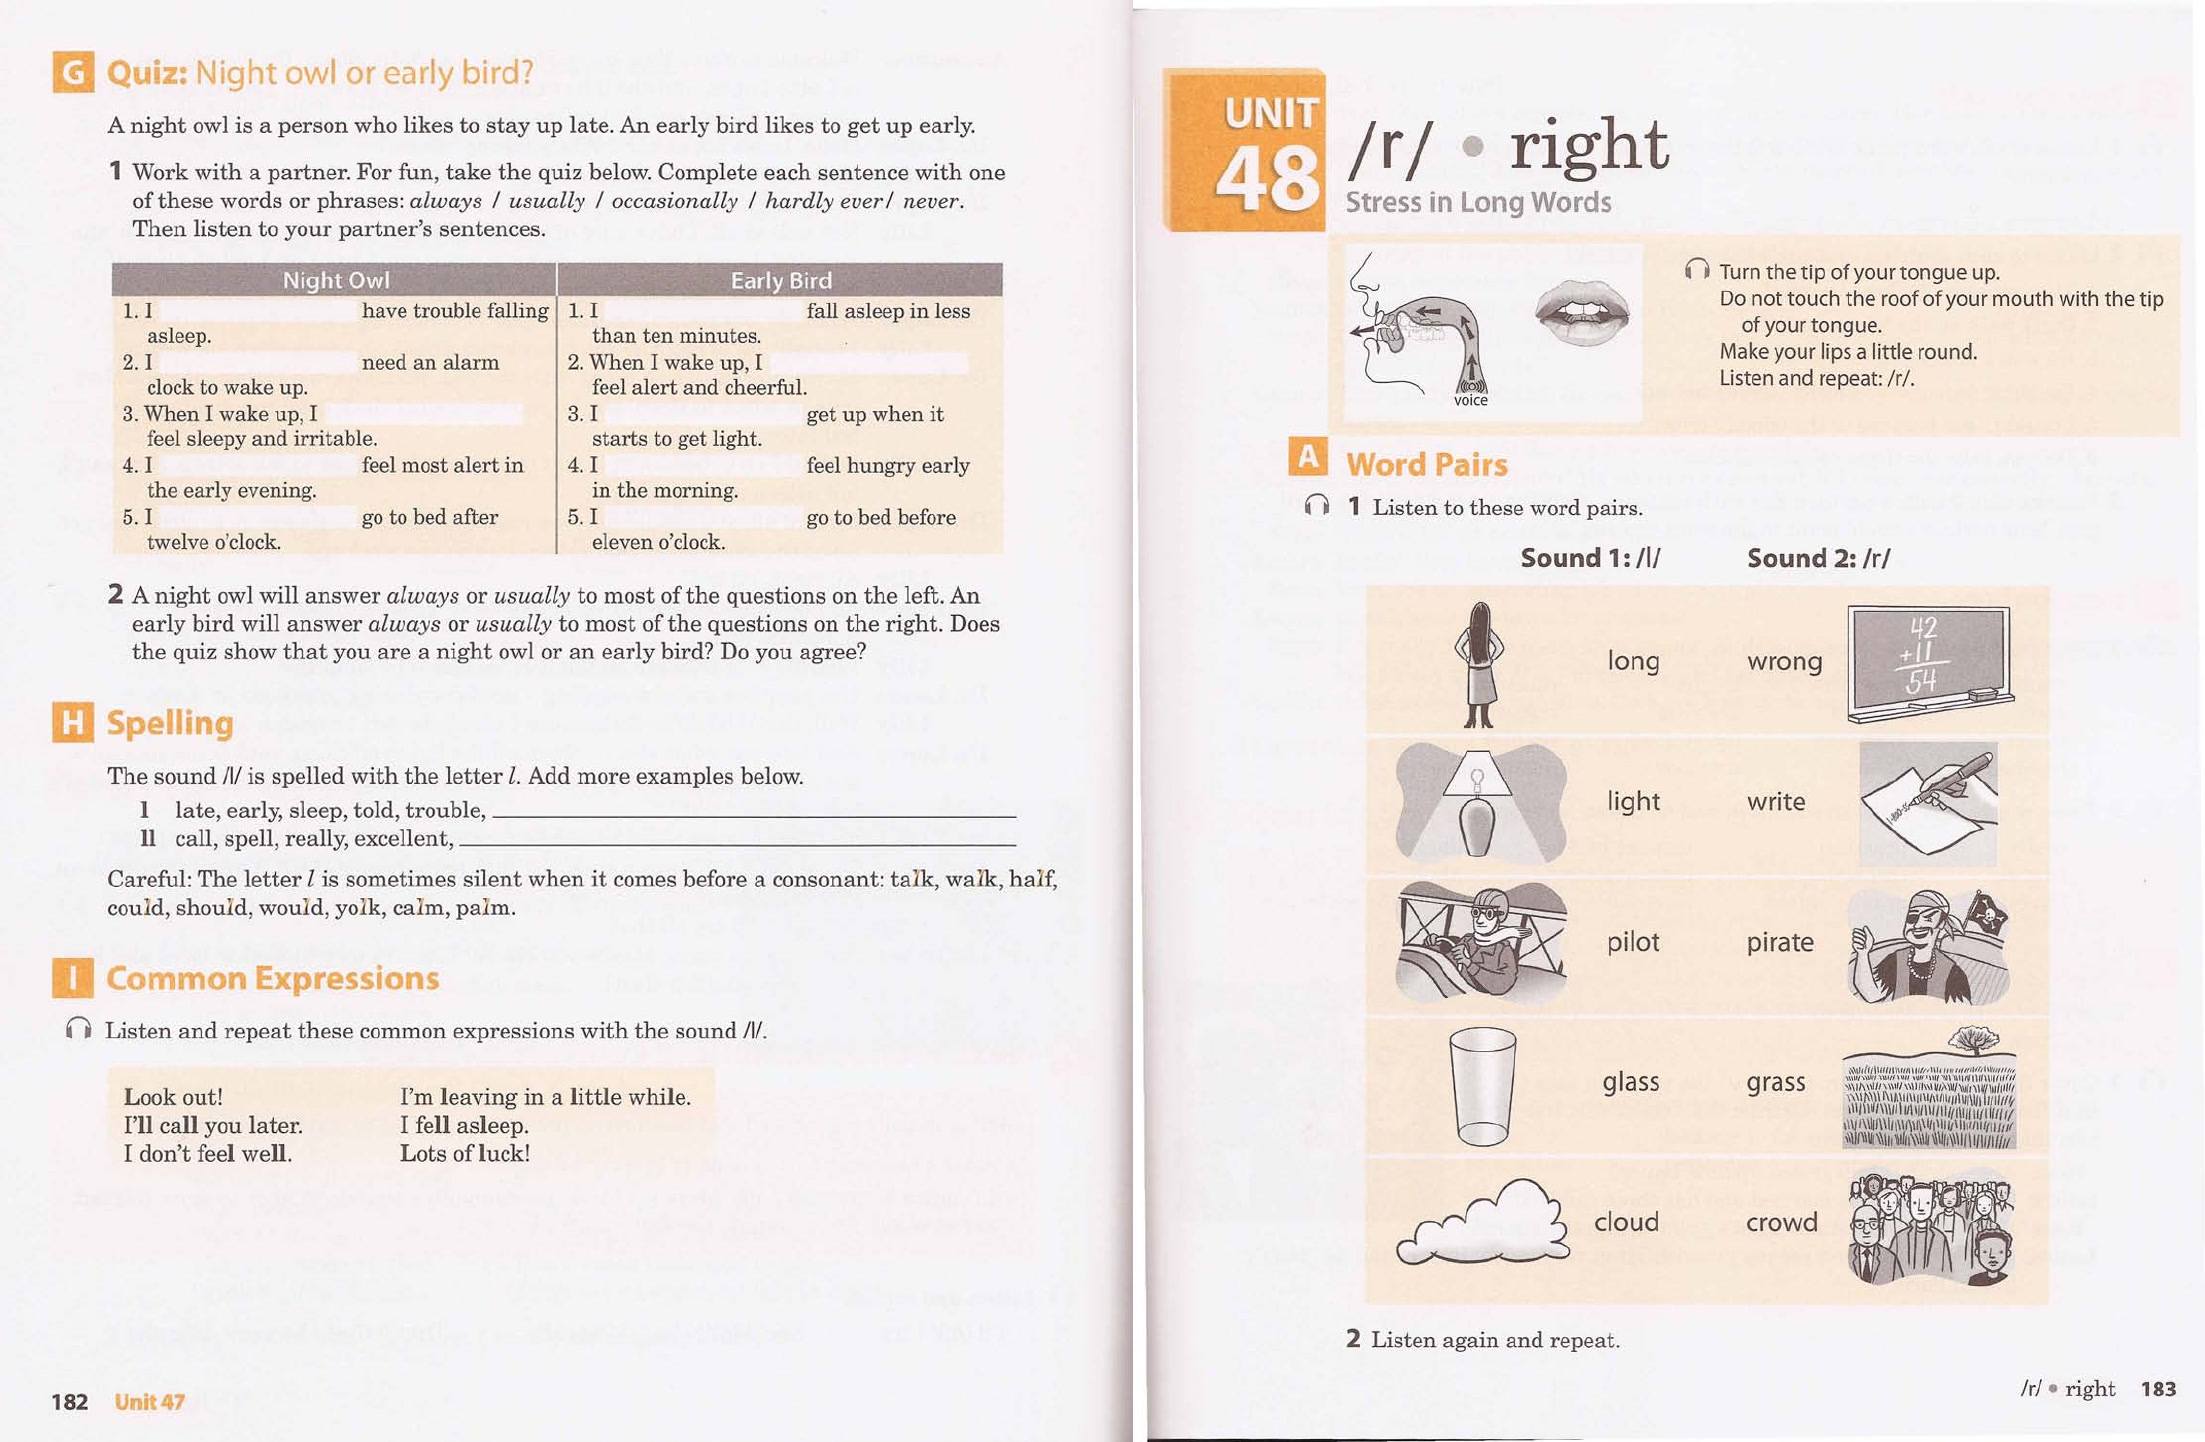 G Quiz: Night owl or early bird?
A night owl is a person who likes to stay up late. An early bird likes to get up early.
1 Work with a partner. For fun, take the quiz below. Complete each sentence with one
of these words or phrases: always / usually / occasionally / hardly ever/ never.
Then listen to your partner's sentences.
Night Owl
1. I have trouble falling
asleep.
2. I need an alarm
clock to wake up.
3. When I wake up, I
feel sleepy and irritable.
4. I feel most alert in
the early evening.
5. I go to bed after
twelve o'clock.
Early Bird
1. I fall asleep in less
than ten minutes.
2. When I wake up, I
feel alert and cheerful.
3. I get up when it
starts to get light.
4. I feel hungry early
in the morning.
5. I go to bed before
eleven o'clock.
2 A night owl will answer always or usually to most of the questions on the left. An
early bird will answer always or usually to most of the questions on the right. Does
the quiz show that you are a night owl or an early bird? Do you agree?
H Spelling
The sound /l/ is spelled with the letter l. Add more examples below.
l late, early, sleep, told, trouble,
ll call, spell, really, excellent,
Careful: The letter l is sometimes silent when it comes before a consonant: talk, walk, half,
could, should, would, yolk, calm, palm.
I Common Expressions
Listen and repeat these common expressions with the sound /l/.
Look out!
I'll call you later.
I don't feel well.
I'm leaving in a little while.
I fell asleep.
Lots of luck!
182 Unit 47
UNIT
48
/r/ • right
Stress in Long Words
voice
Turn the tip of your tongue up.
Do not touch the roof of your mouth with the tip
of your tongue.
Make your lips a little round.
Listen and repeat: /r/.
A Word Pairs
1 Listen to these word pairs.
Sound 1: /l/ Sound 2: /r/
long wrong
42
+11
54
light write
pilot pirate
glass grass
cloud crowd
2 Listen again and repeat.
/r/ • right 183